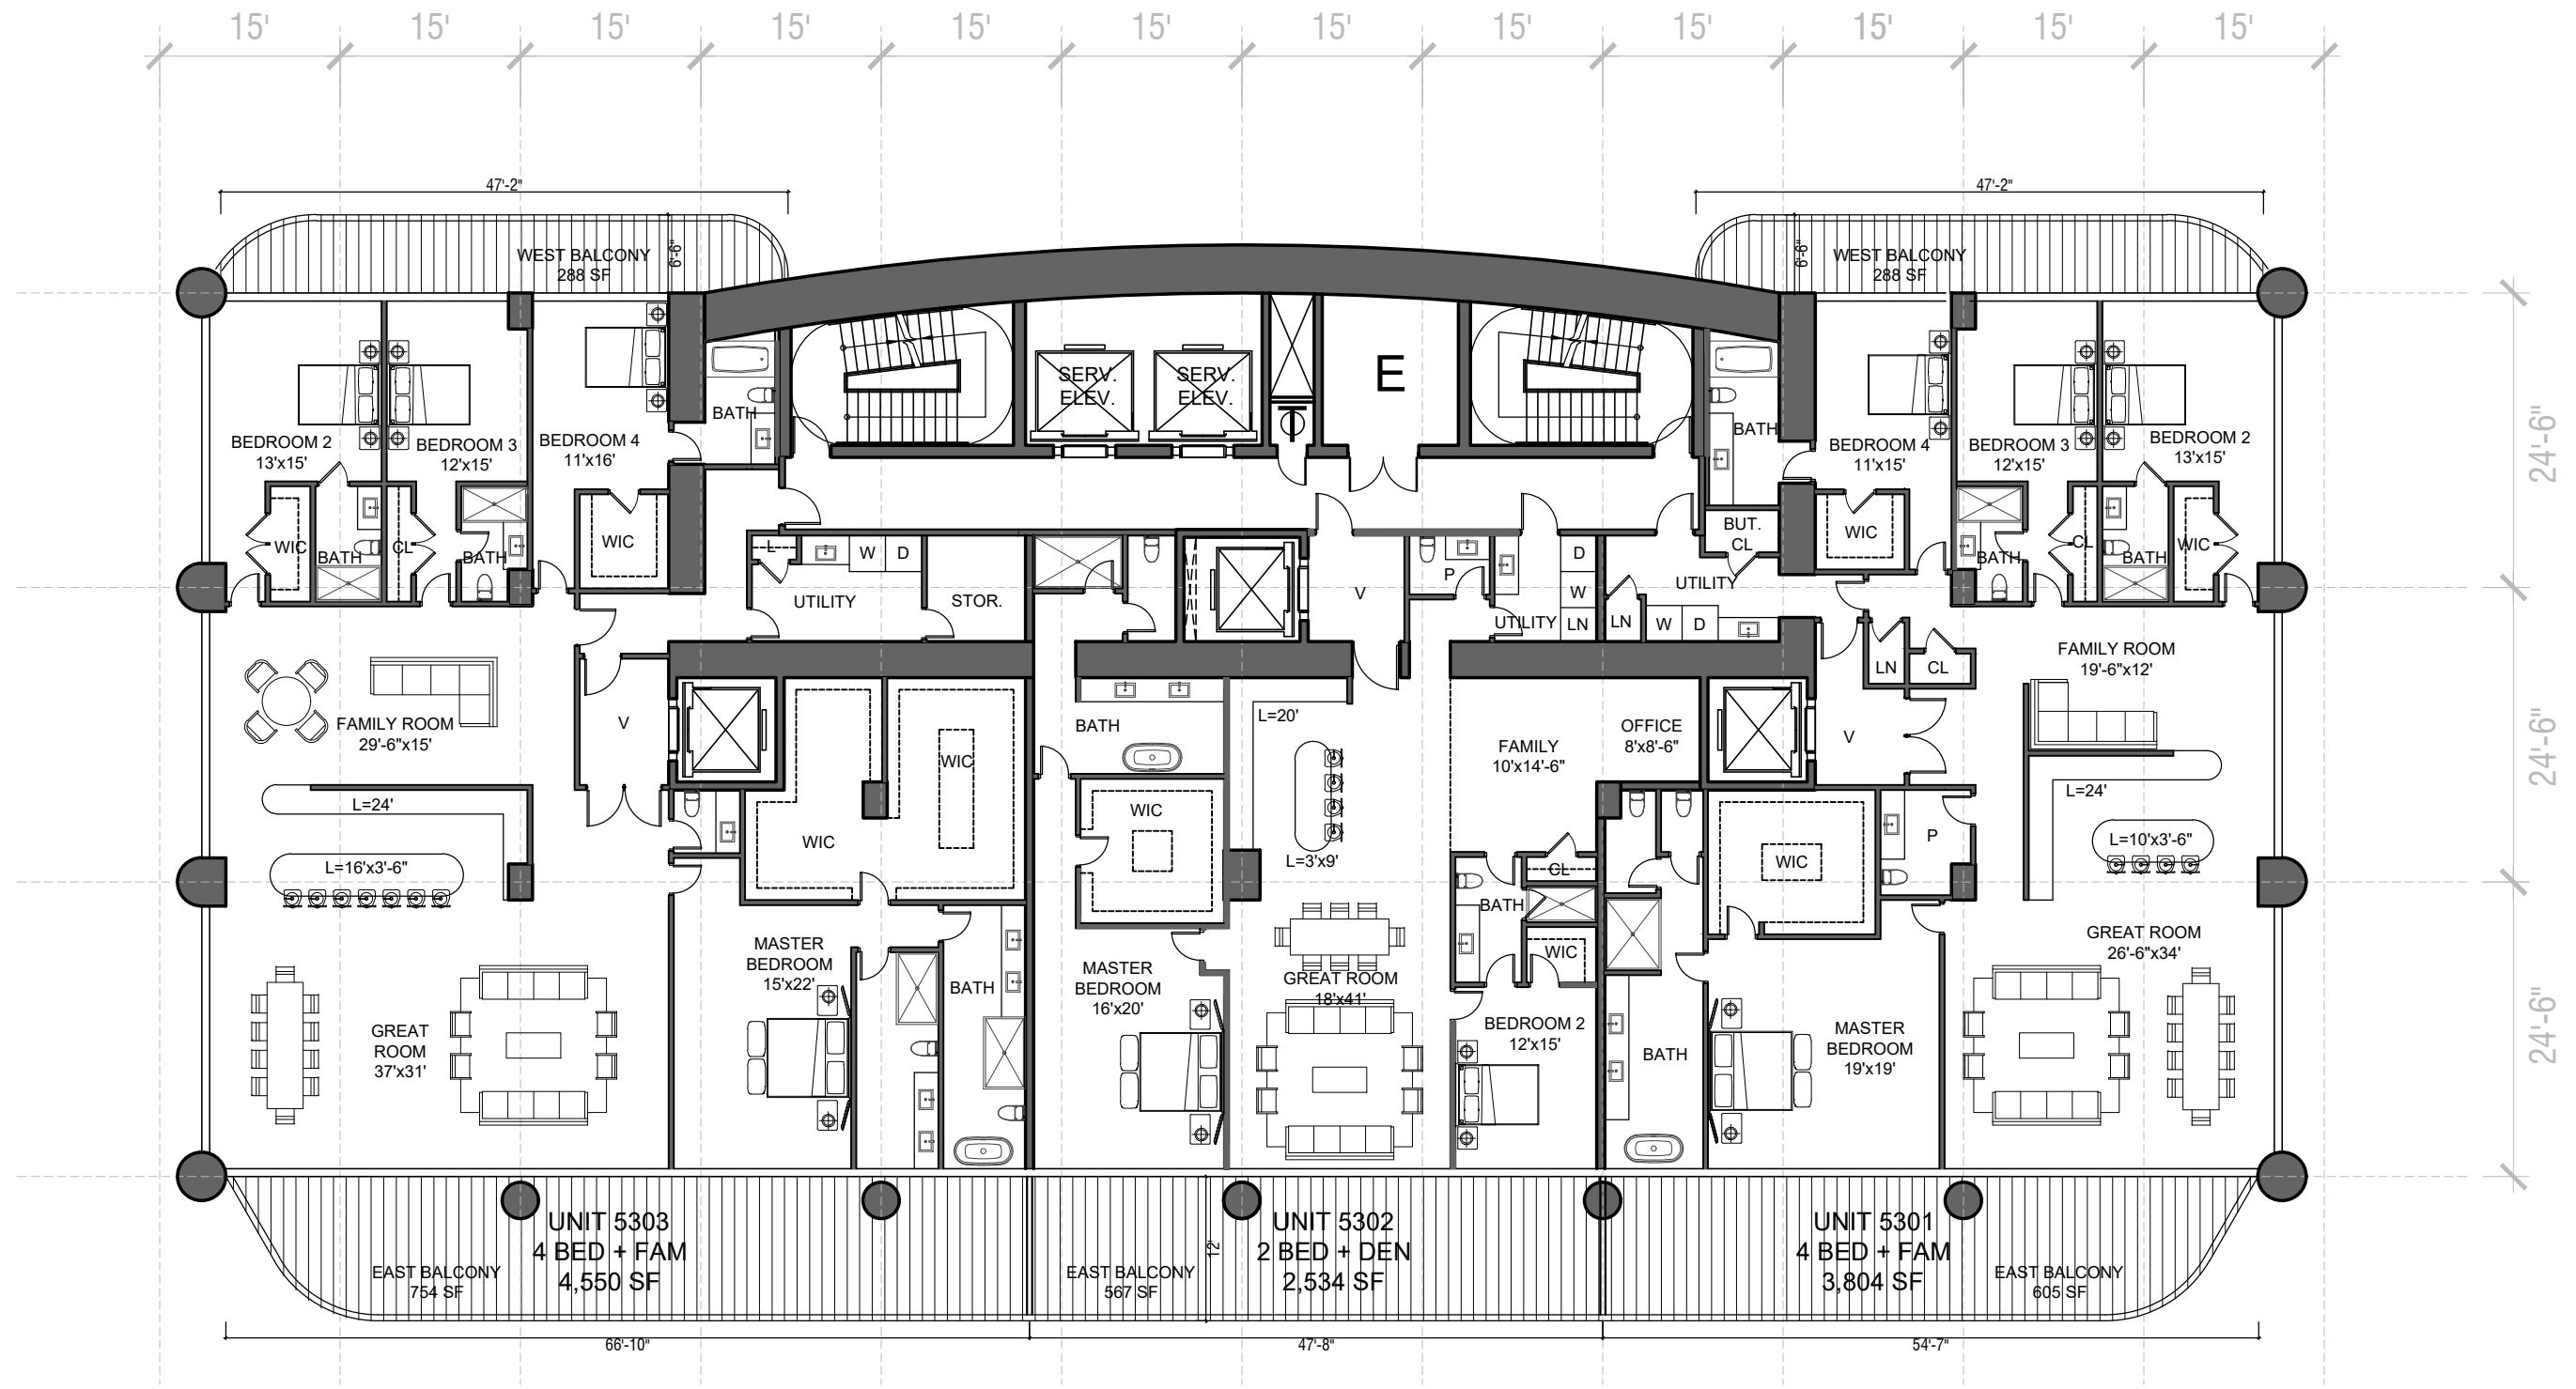 15' 15' 15' 15' 15' 15' 15' 15' 15' 15' 15' 15'
47'-2" 47'-2"
WEST BALCONY
288 SF
6'-6"
WEST BALCONY
288 SF
6'-6"
24'-6"
24'-6"
24'-6"
SERV.
ELEV.
SERV.
ELEV.
E
BATH
BEDROOM 2
13'x15'
BEDROOM 3
12'x15'
BEDROOM 4
11'x16'
WIC
BATH
CL
BATH
WIC
L
W
D
UTILITY
STOR.
V
P
D
W
LN
UTILITY
BATH
BUT.
CL
UTILITY
LN
W
D
BEDROOM 4
11'x15'
BEDROOM 3
12'x15'
BEDROOM 2
13'x15'
WIC
BATH
CL
BATH
WIC
FAMILY ROOM
29'-6"x15'
V
L=24'
L=16'x3'-6"
WIC
WIC
GREAT
ROOM
37'x31'
MASTER
BEDROOM
15'x22'
BATH
BATH
WIC
MASTER
BEDROOM
16'x20'
L=20'
L=3'x9'
GREAT ROOM
18'x41'
FAMILY
10'x14'-6"
OFFICE
8'x8'-6"
CL
BATH
WIC
BEDROOM 2
12'x15'
V
LN
CL
FAMILY ROOM
19'-6"x12'
L=24'
L=10'x3'-6"
P
WIC
BATH
MASTER
BEDROOM
19'x19'
GREAT ROOM
26'-6"x34'
UNIT 5303
4 BED + FAM
4,550 SF
EAST BALCONY
754 SF
UNIT 5302
2 BED + DEN
2,534 SF
EAST BALCONY
567 SF
12'
UNIT 5301
4 BED + FAM
3,804 SF
EAST BALCONY
605 SF
66'-10" 47'-8" 54'-7"